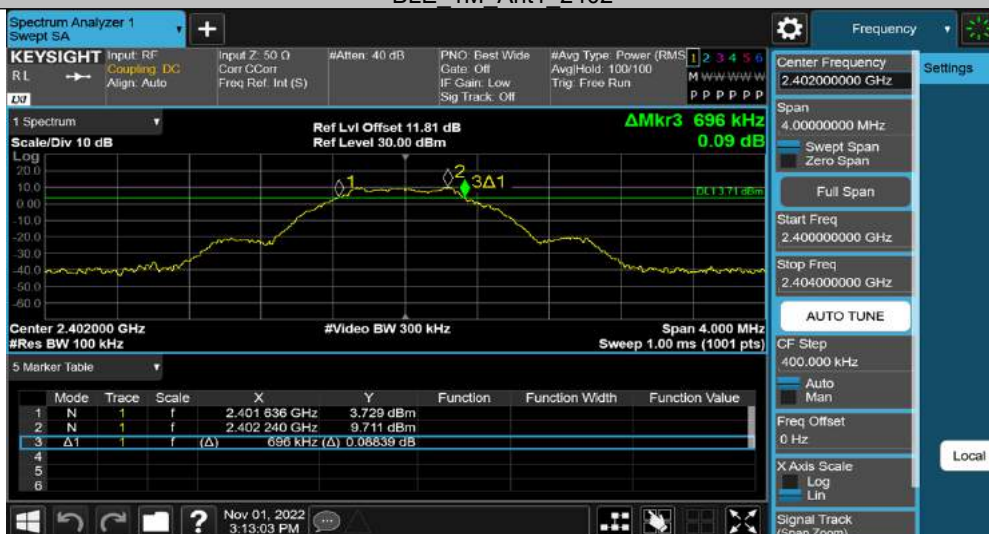 BLE_1M_Ant1_2402
Spectrum Analyzer 1
Swept SA
+
Frequency
KEYSIGHT
RL
LXI
Input: RF
Coupling: DC
Align: Auto
Input Z: 50 Ω
Corr CCorr
Freq Ref: Int (S)
#Atten: 40 dB
PNO: Best Wide
Gate: Off
IF Gain: Low
Sig Track: Off
#Avg Type: Power (RMS
Avg|Hold: 100/100
Trig: Free Run
1 2 3 4 5 6
M W W W W W
P P P P P P
1 Spectrum
Scale/Div 10 dB
Ref Lvl Offset 11.81 dB
Ref Level 30.00 dBm
ΔMkr3 696 kHz
0.09 dB
Log
20.0
10.0
0.00
-10.0
-20.0
-30.0
-40.0
-50.0
-60.0
1
2
3Δ1
DL1 3.71 dBm
Center 2.402000 GHz
#Res BW 100 kHz
#Video BW 300 kHz
Span 4.000 MHz
Sweep 1.00 ms (1001 pts)
5 Marker Table
Mode Trace Scale X Y Function Function Width Function Value
1 N 1 f 2.401 636 GHz 3.729 dBm
2 N 1 f 2.402 240 GHz 9.711 dBm
3 Δ1 1 f (Δ) 696 kHz (Δ) 0.08839 dB
4
5
6
?
Nov 01, 2022
3:13:03 PM
Center Frequency
2.402000000 GHz
Span
4.00000000 MHz
Swept Span
Zero Span
Full Span
Start Freq
2.400000000 GHz
Stop Freq
2.404000000 GHz
AUTO TUNE
CF Step
400.000 kHz
Auto
Man
Freq Offset
0 Hz
X Axis Scale
Log
Lin
Signal Track
(Span Zoom)
Settings
Local